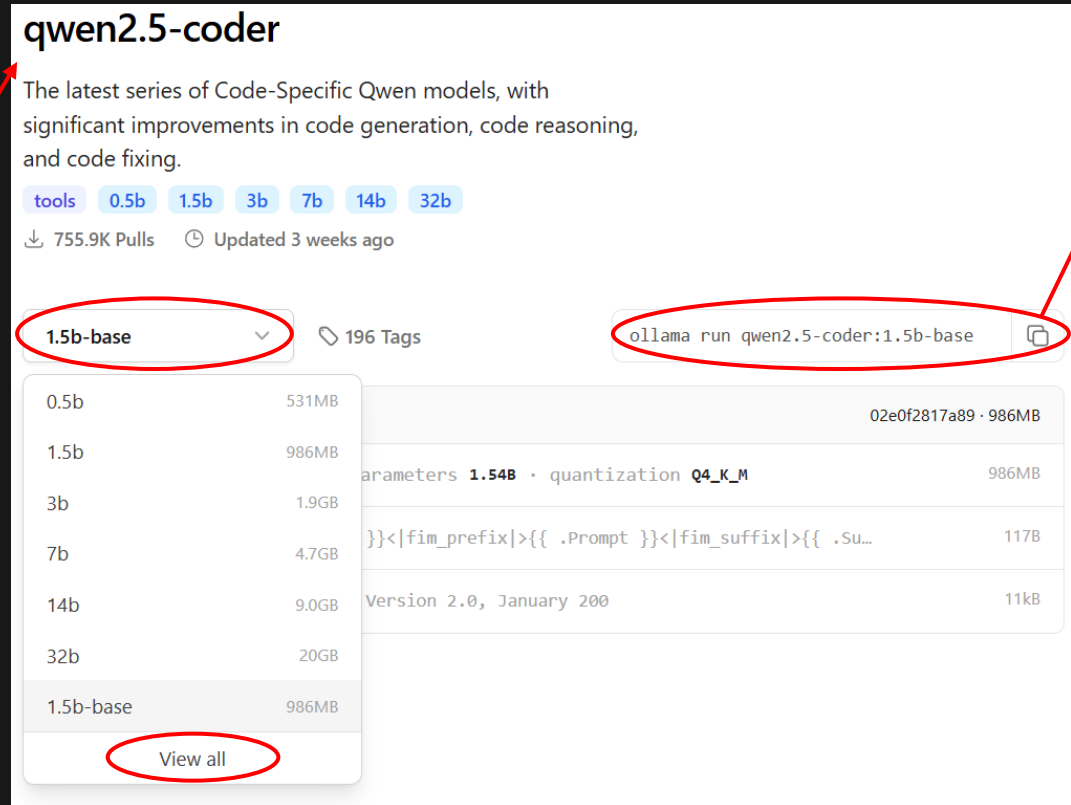 qwen2.5-coder
The latest series of Code-Specific Qwen models, with
significant improvements in code generation, code reasoning,
and code fixing.
tools 0.5b 1.5b 3b 7b 14b 32b
755.9K Pulls Updated 3 weeks ago
1.5b-base 196 Tags ollama run qwen2.5-coder:1.5b-base
0.5b 531MB
02e0f2817a89 · 986MB
1.5b 986MB
arameters 1.54B · quantization Q4_K_M 986MB
3b 1.9GB
}}<|fim_prefix|>{{ .Prompt }}<|fim_suffix|>{{ .Su… 117B
7b 4.7GB
14b 9.0GB
Version 2.0, January 200 11kB
32b 20GB
1.5b-base 986MB
View all